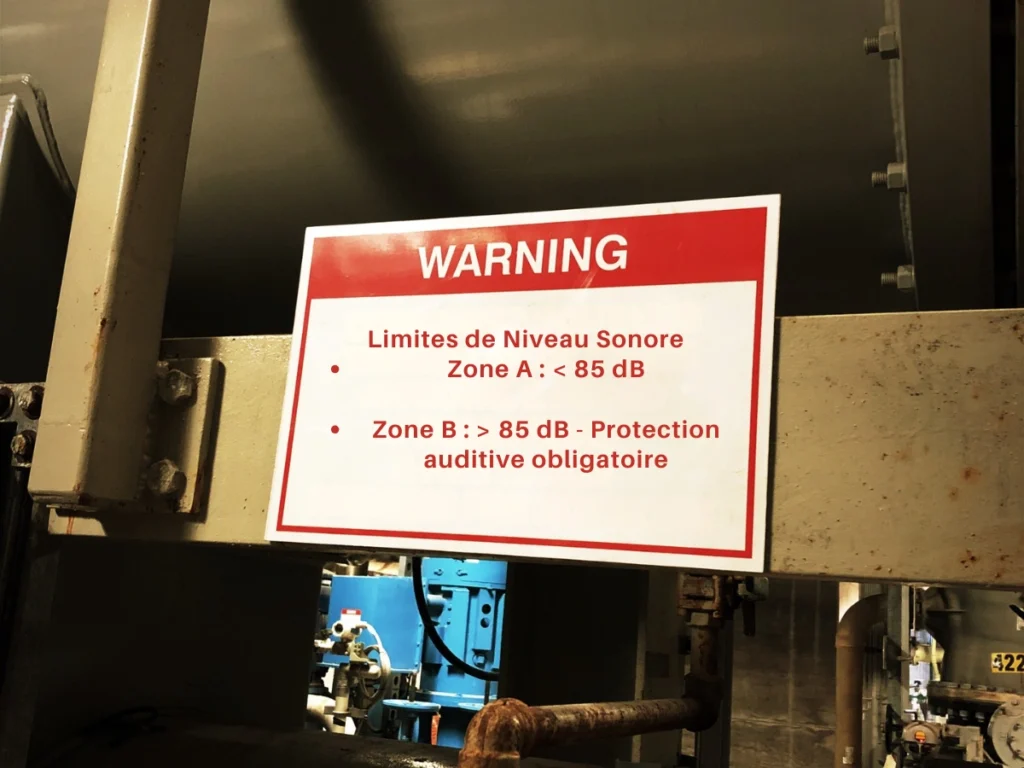 WARNING
Limites de Niveau Sonore
• Zone A : < 85 dB
• Zone B : > 85 dB - Protection
auditive obligatoire
422